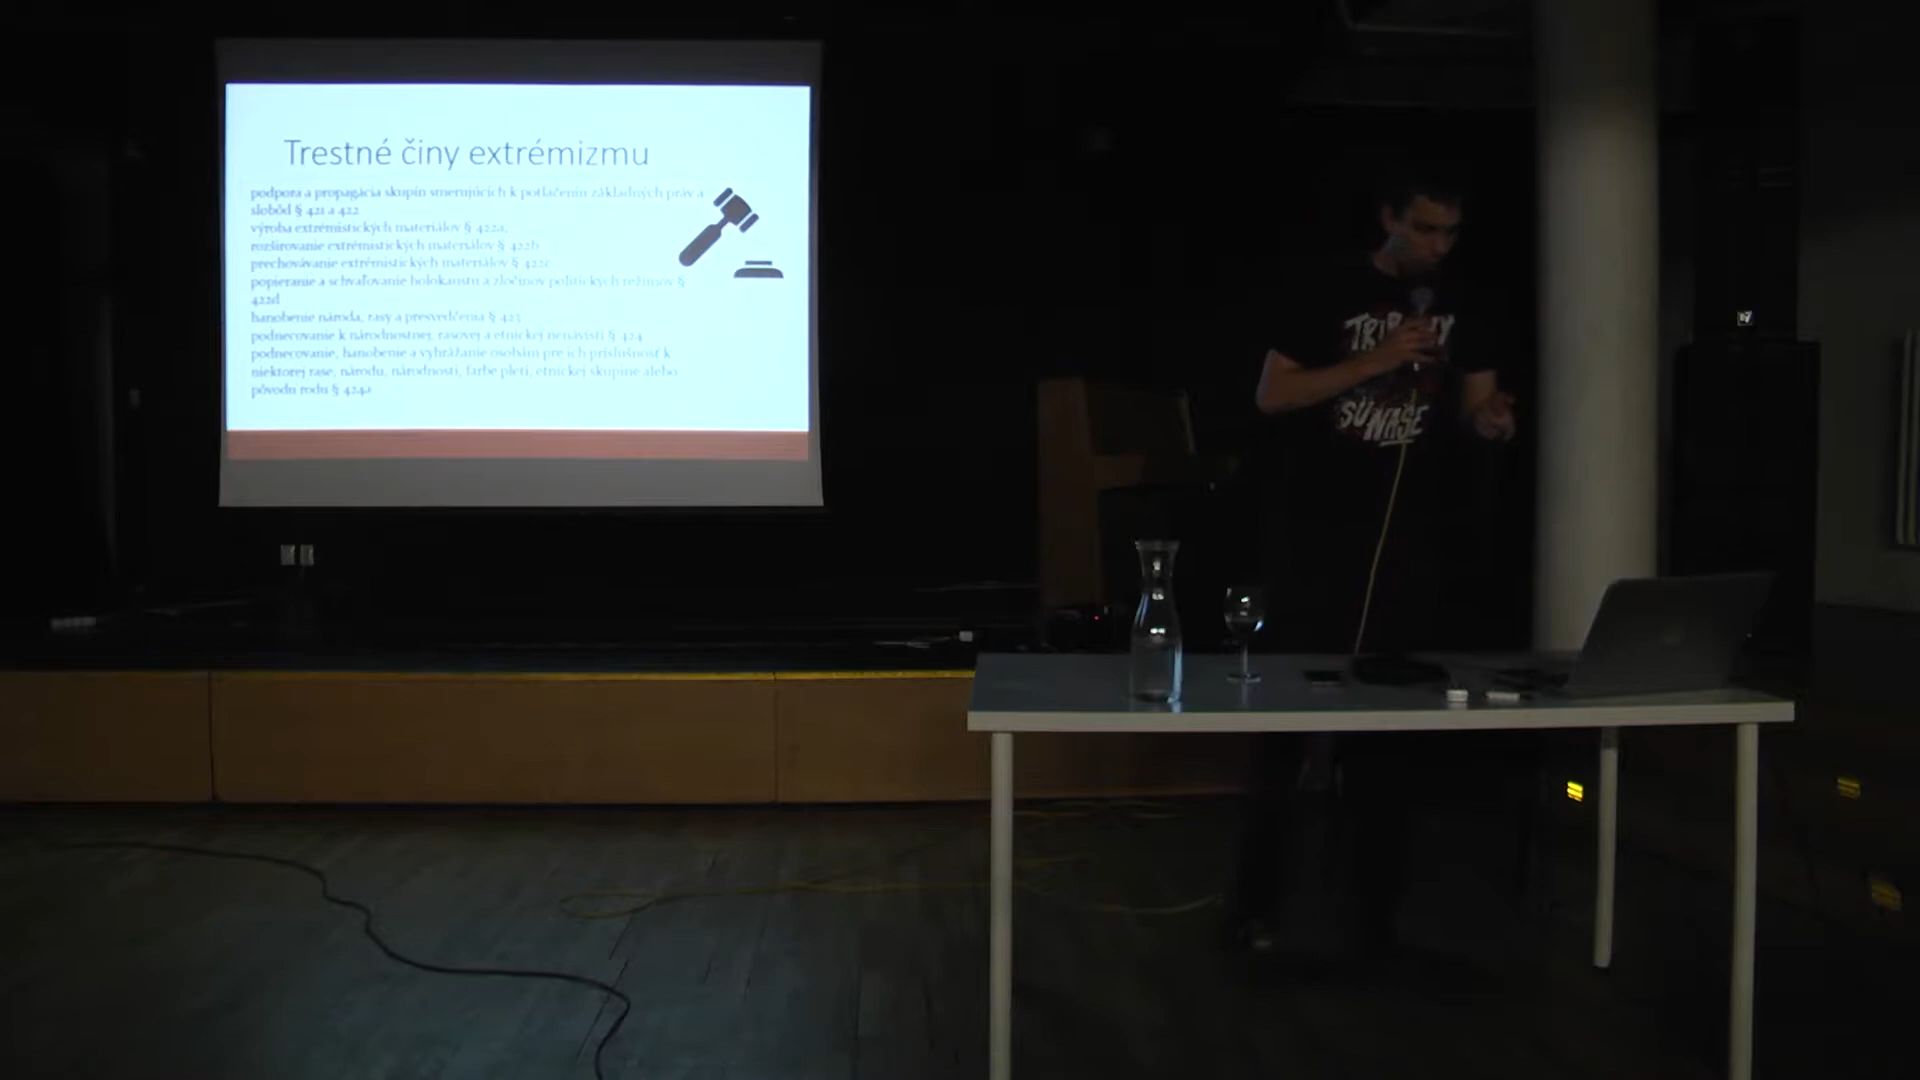 Trestné činy extrémizmu
podpora a propagácia skupín smerujúcich k potlačeniu základných práv a
slobôd § 421 a 422
výroba extrémistických materiálov § 422a,
rozširovanie extrémistických materiálov § 422b
prechovávanie extrémistických materiálov § 422c
popieranie a schvaľovanie holokaustu a zločinov politických režimov §
422d
hanobenie národa, rasy a presvedčenia § 423
podnecovanie k národnostnej, rasovej a etnickej nenávisti § 424
podnecovanie, hanobenie a vyhrážanie osobám pre ich príslušnosť k
niektorej rase, národu, národnosti, farbe pleti, etnickej skupine alebo
pôvodu rodu § 424a
SU NAŠE